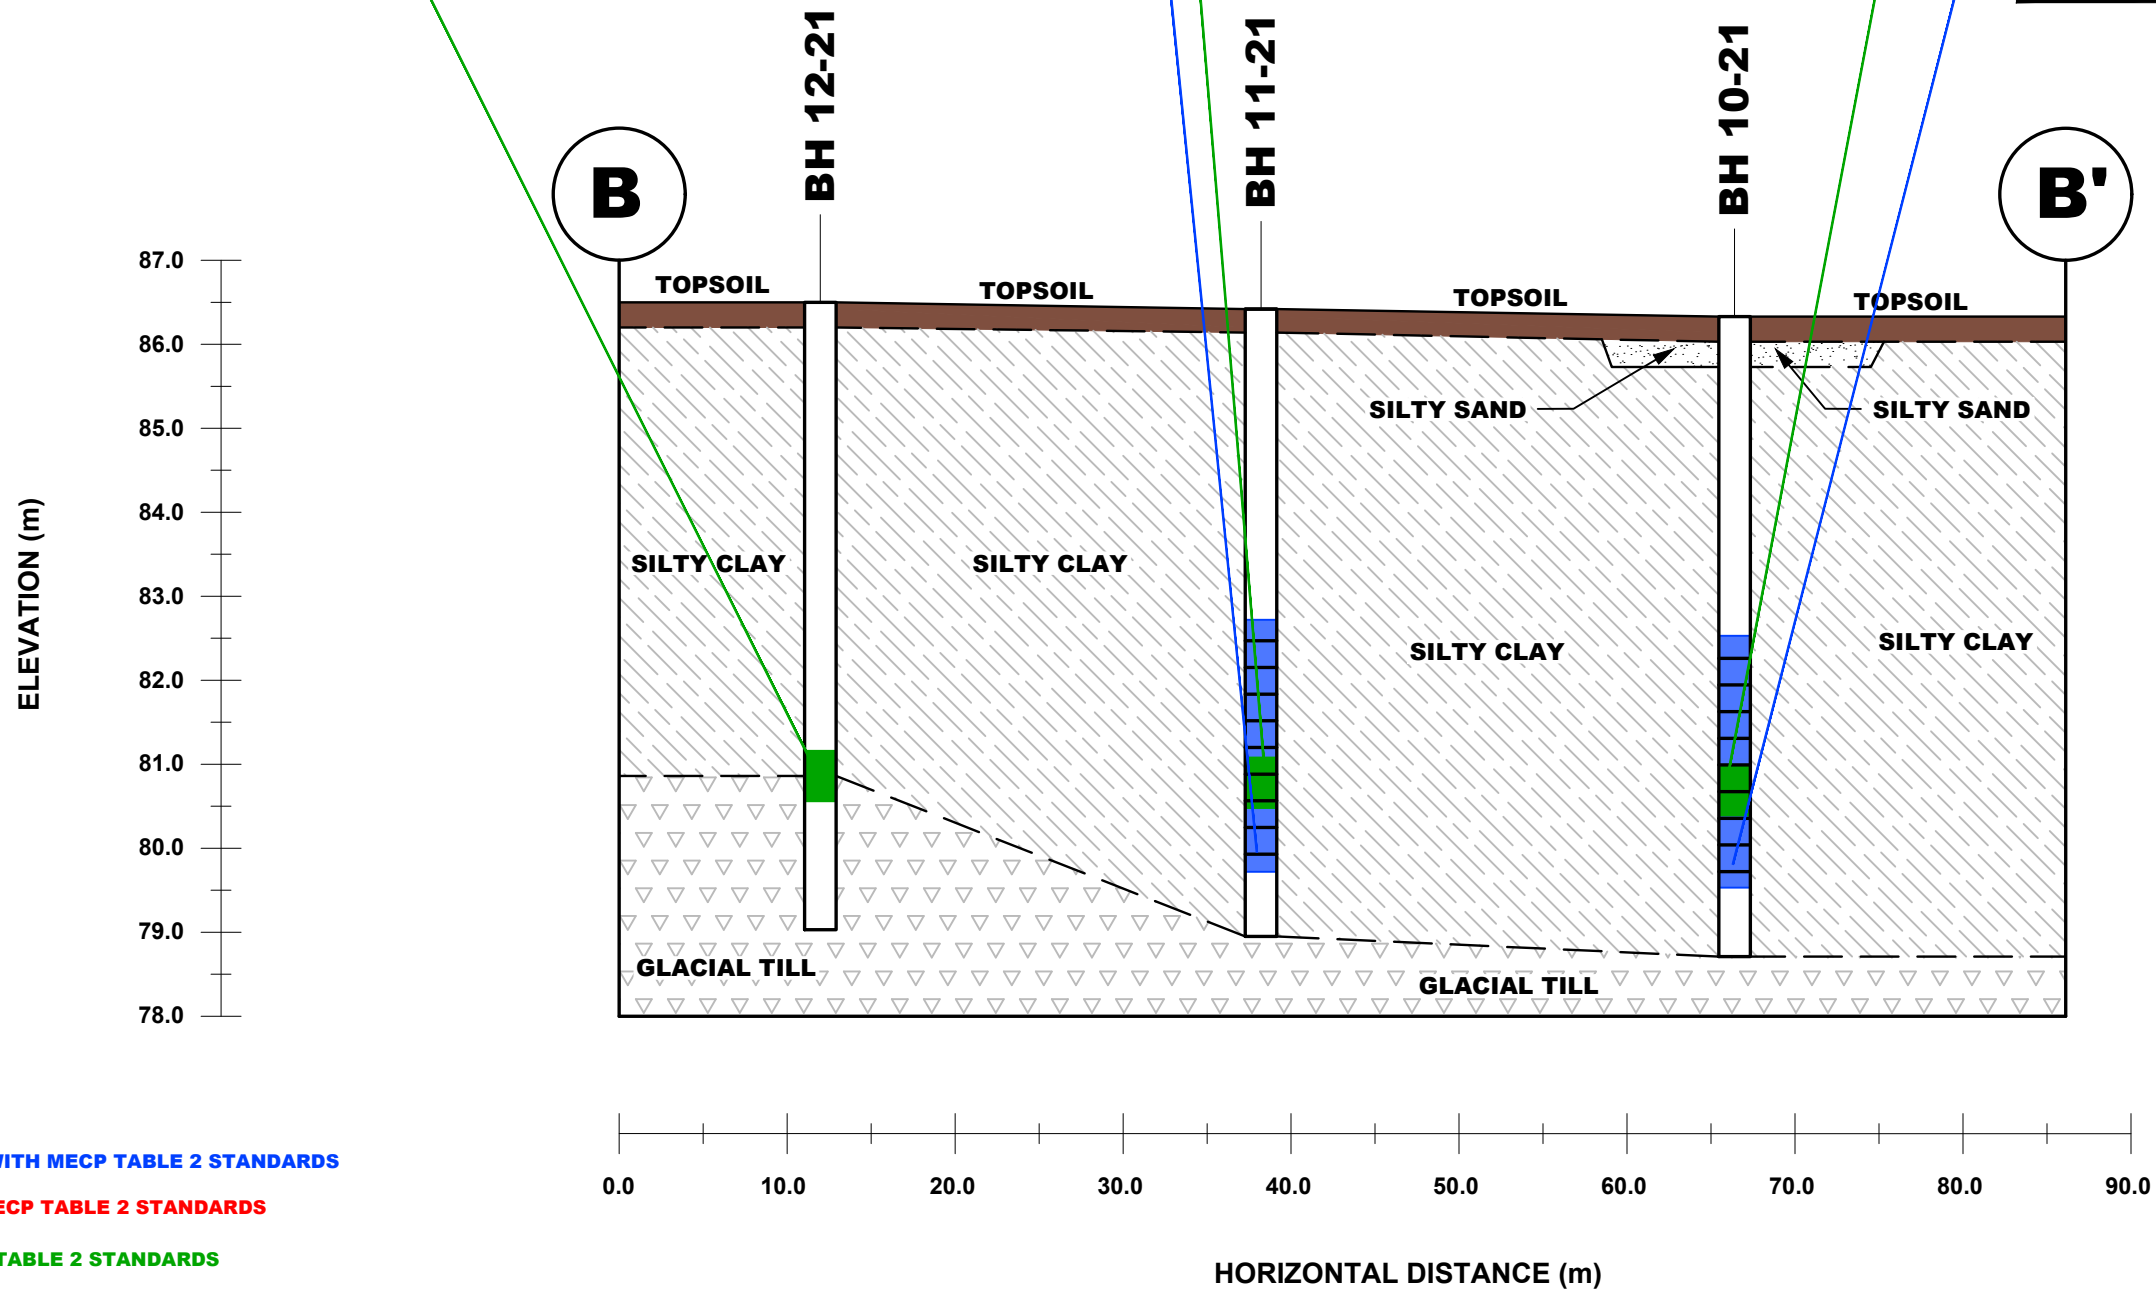 BH 12-21
BH 11-21
BH 10-21
B
B'
87.0
86.0
85.0
84.0
83.0
82.0
81.0
80.0
79.0
78.0
ELEVATION (m)
TOPSOIL
TOPSOIL
TOPSOIL
TOPSOIL
SILTY SAND
SILTY SAND
SILTY CLAY
SILTY CLAY
SILTY CLAY
SILTY CLAY
GLACIAL TILL
GLACIAL TILL
0.0 10.0 20.0 30.0 40.0 50.0 60.0 70.0 80.0 90.0
HORIZONTAL DISTANCE (m)
WITH MECP TABLE 2 STANDARDS
ECP TABLE 2 STANDARDS
TABLE 2 STANDARDS